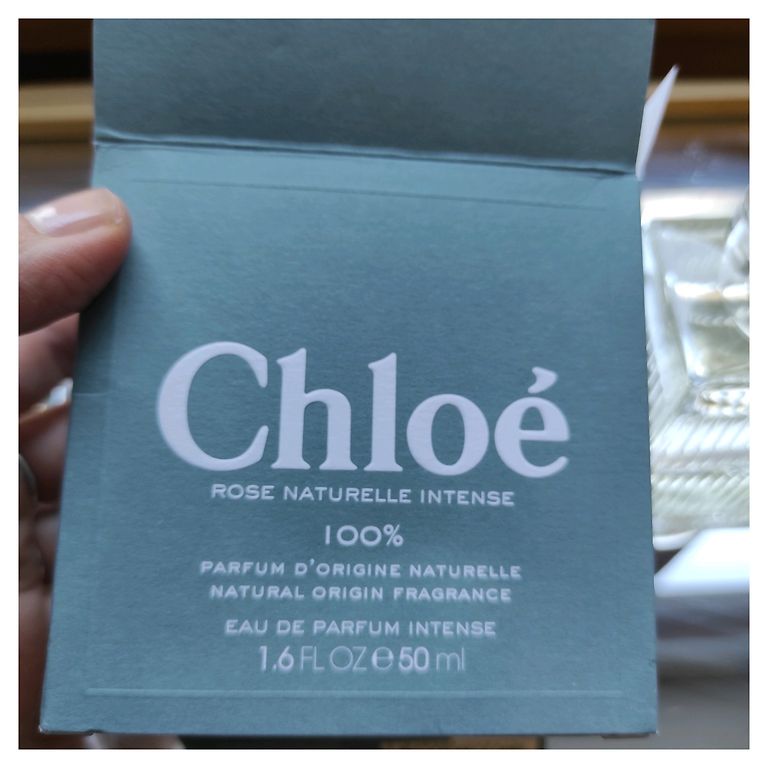 Chloé
ROSE NATURELLE INTENSE
100%
PARFUM D'ORIGINE NATURELLE
NATURAL ORIGIN FRAGRANCE
EAU DE PARFUM INTENSE
1.6 FL OZ ℮ 50 ml